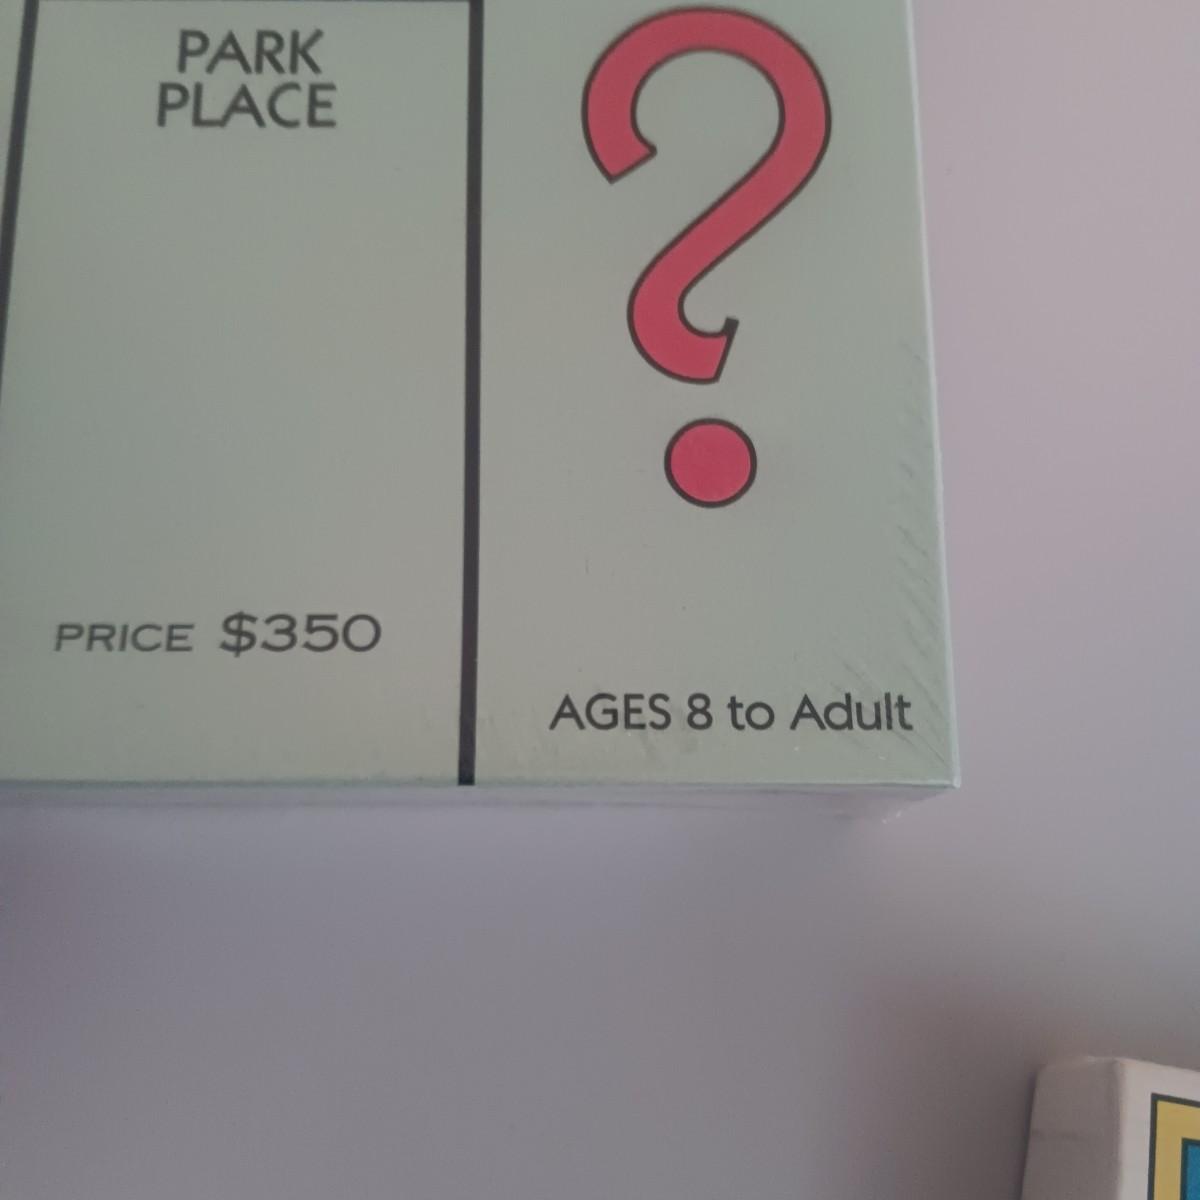 PARK
PLACE
?
PRICE $350
AGES 8 to Adult